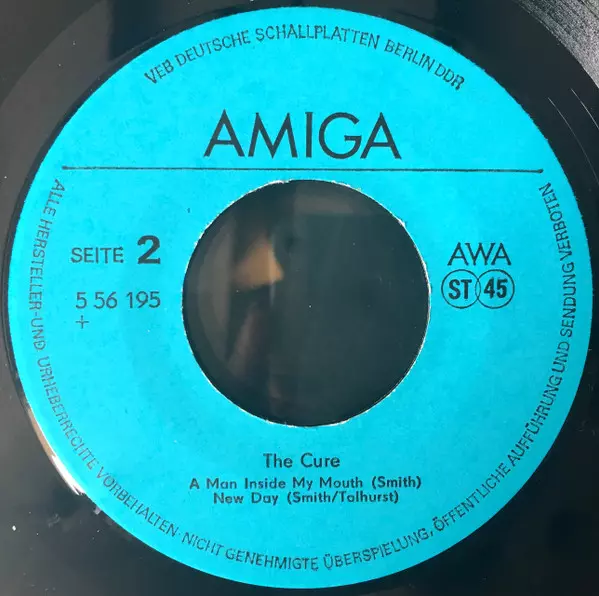 VEB DEUTSCHE SCHALLPLATTEN BERLIN DDR
AMIGA
SEITE 2
5 56 195
+
AWA
ST 45
The Cure
A Man Inside My Mouth (Smith)
New Day (Smith/Tolhurst)
ALLE HERSTELLER-UND URHEBERRECHTE VORBEHALTEN·NICHT GENEHMIGTE ÜBERSPIELUNG, ÖFFENTLICHE AUFFÜHRUNG UND SENDUNG VERBOTEN